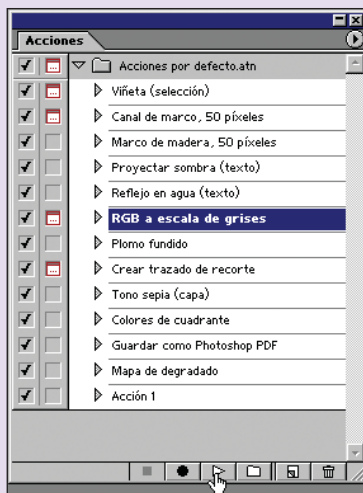 Acciones
Acciones por defecto.atn
Viñeta (selección)
Canal de marco, 50 píxeles
Marco de madera, 50 píxeles
Proyectar sombra (texto)
Reflejo en agua (texto)
RGB a escala de grises
Plomo fundido
Crear trazado de recorte
Tono sepia (capa)
Colores de cuadrante
Guardar como Photoshop PDF
Mapa de degradado
Acción 1